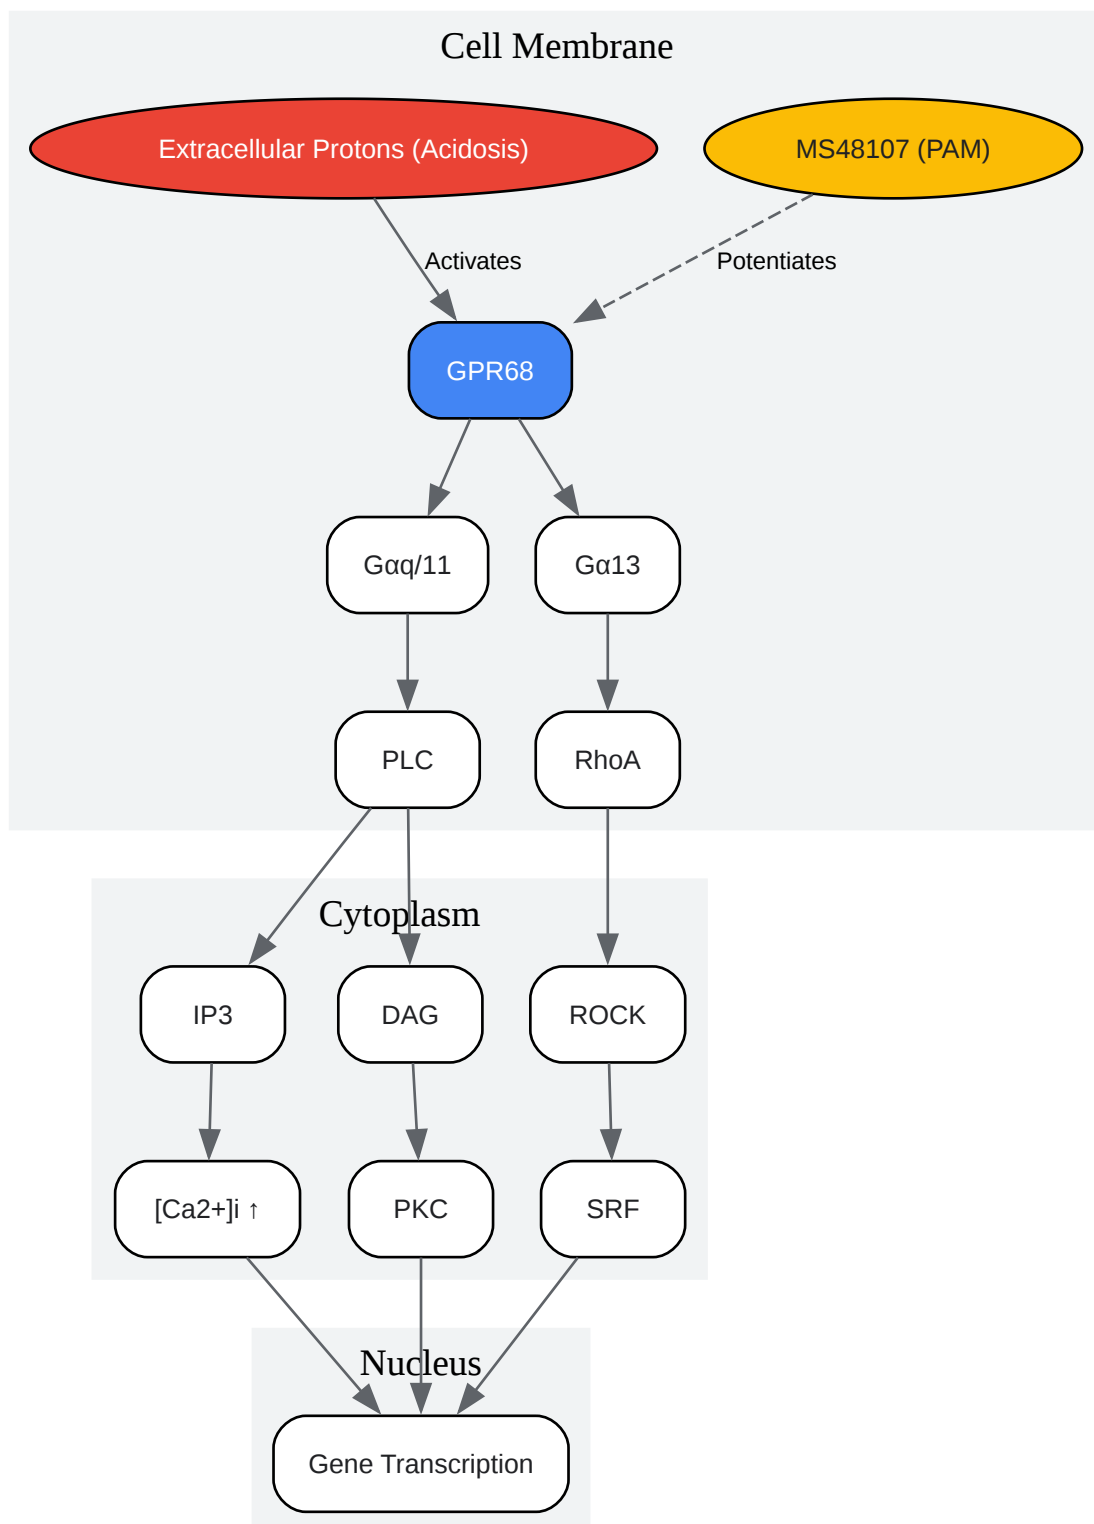 Cell Membrane
Extracellular Protons (Acidosis)
MS48107 (PAM)
Activates
Potentiates
GPR68
Gαq/11
Gα13
PLC
RhoA
Cytoplasm
IP3
DAG
ROCK
[Ca2+]i ↑
PKC
SRF
Nucleus
Gene Transcription